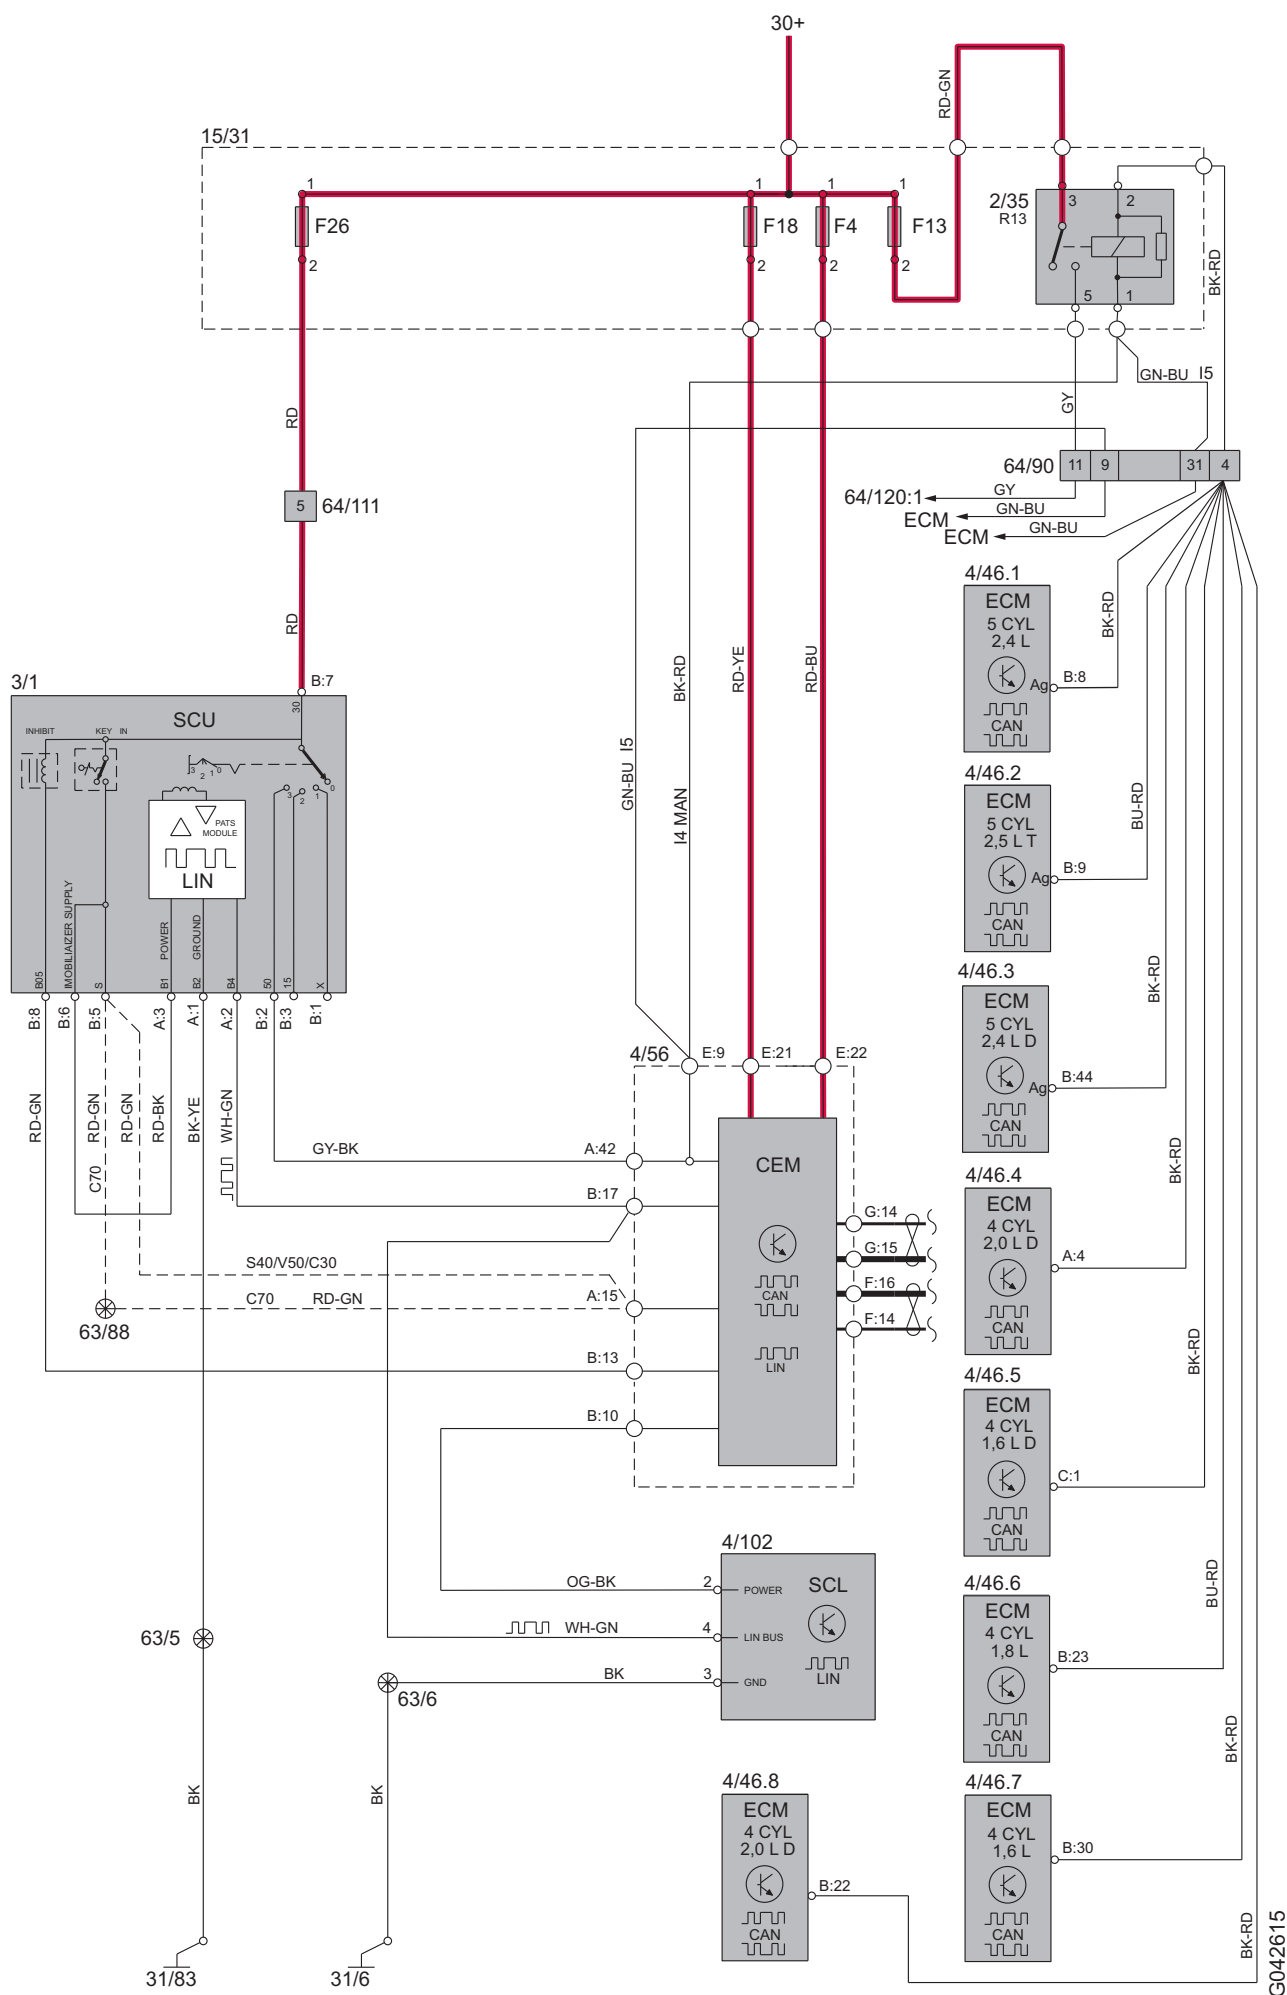 30+
RD-GN
15/31
1
1
1
1
2/35
R13
3
2
F26
F18
F4
F13
2
2
2
2
5
1
BK-RD
GN-BU I5
GY
RD
64/90
11
9
31
4
64/120:1
GY
ECM
GN-BU
ECM
GN-BU
5
64/111
RD
BK-RD
RD-YE
RD-BU
GN-BU I5
I4 MAN
3/1
B:7
30
SCU
INHIBIT
KEY IN
3
2
1
0
3
2
1
0
PATS
MODULE
LIN
IMOBILIAIZER SUPPLY
POWER
GROUND
B05
S
B1
B2
B4
50
15
X
B:8
B:6
B:5
A:3
A:1
A:2
B:2
B:3
B:1
RD-GN
RD-GN
RD-GN
RD-BK
BK-YE
WH-GN
C70
4/56
E:9
E:21
E:22
GY-BK
A:42
B:17
S40/V50/C30
C70
RD-GN
A:15
63/88
B:13
B:10
CEM
CAN
LIN
G:14
G:15
F:16
F:14
4/102
SCL
OG-BK
2
POWER
WH-GN
4
LIN BUS
BK
3
GND
LIN
63/5
63/6
BK
BK
31/83
31/6
4/46.1
ECM
5 CYL
2,4 L
Ag
B:8
CAN
BK-RD
4/46.2
ECM
5 CYL
2,5 L T
Ag
B:9
CAN
BU-RD
4/46.3
ECM
5 CYL
2,4 L D
Ag
B:44
CAN
BK-RD
4/46.4
ECM
4 CYL
2,0 L D
A:4
CAN
BK-RD
4/46.5
ECM
4 CYL
1,6 L D
C:1
CAN
BK-RD
4/46.6
ECM
4 CYL
1,8 L
B:23
CAN
BU-RD
4/46.7
ECM
4 CYL
1,6 L
B:30
CAN
BK-RD
4/46.8
ECM
4 CYL
2,0 L D
B:22
CAN
BK-RD
G042615